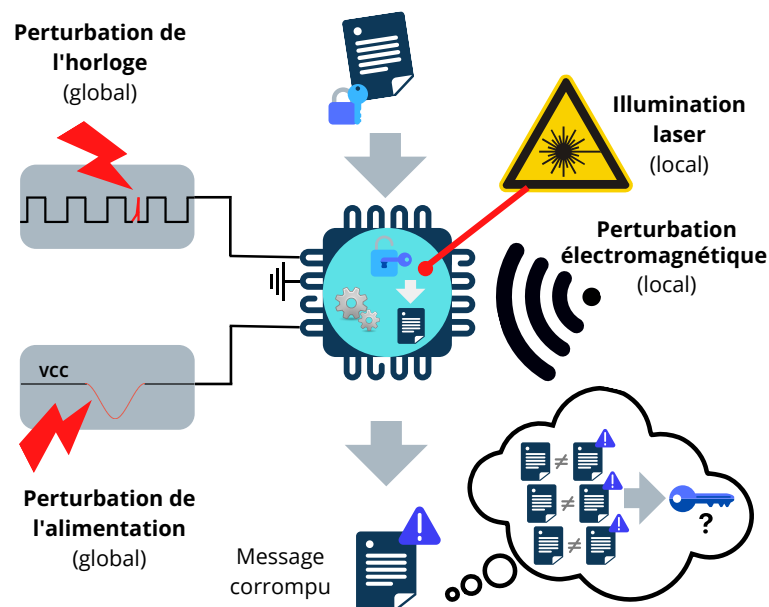 Perturbation de
l'horloge
(global)
Illumination
laser
(local)
Perturbation
électromagnétique
(local)
VCC
Perturbation de
l'alimentation
(global)
Message
corrompu
≠
≠
≠
?